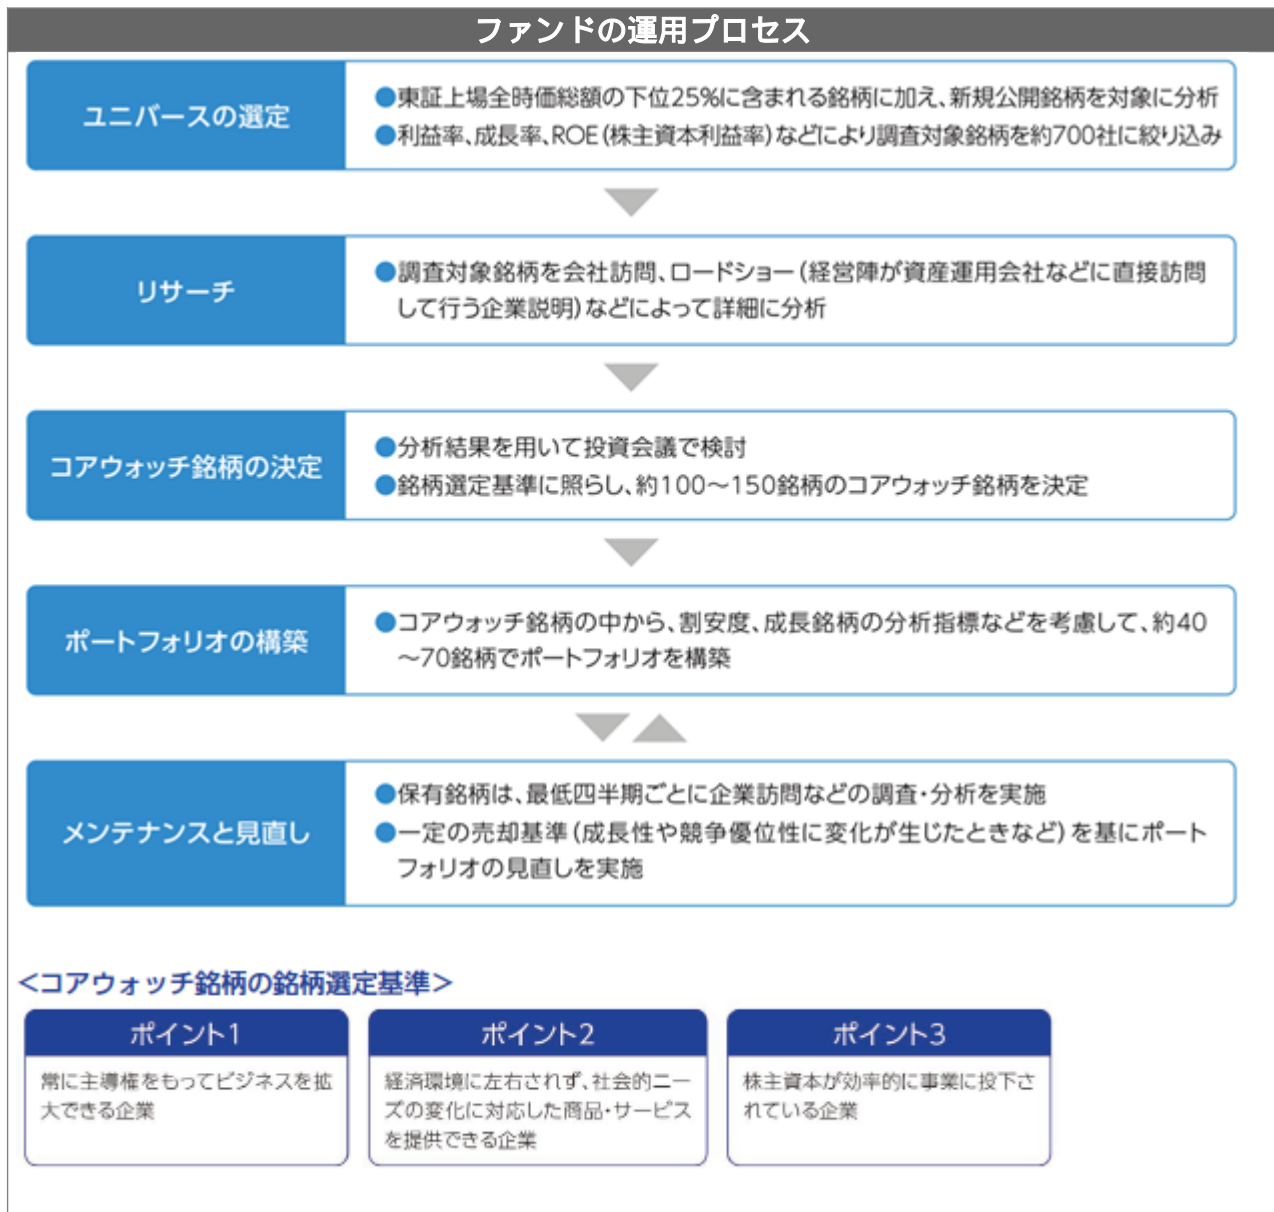 ファンドの運用プロセス
ユニバースの選定
●東証上場全時価総額の下位25%に含まれる銘柄に加え、新規公開銘柄を対象に分析
●利益率、成長率、ROE(株主資本利益率)などにより調査対象銘柄を約700社に絞り込み
リサーチ
●調査対象銘柄を会社訪問、ロードショー(経営陣が資産運用会社などに直接訪問
して行う企業説明)などによって詳細に分析
コアウォッチ銘柄の決定
●分析結果を用いて投資会議で検討
●銘柄選定基準に照らし、約100～150銘柄のコアウォッチ銘柄を決定
ポートフォリオの構築
●コアウォッチ銘柄の中から、割安度、成長銘柄の分析指標などを考慮して、約40
～70銘柄でポートフォリオを構築
メンテナンスと見直し
●保有銘柄は、最低四半期ごとに企業訪問などの調査・分析を実施
●一定の売却基準(成長性や競争優位性に変化が生じたときなど)を基にポート
フォリオの見直しを実施
＜コアウォッチ銘柄の銘柄選定基準＞
ポイント1
常に主導権をもってビジネスを拡
大できる企業
ポイント2
経済環境に左右されず、社会的ニー
ズの変化に対応した商品・サービス
を提供できる企業
ポイント3
株主資本が効率的に事業に投下さ
れている企業